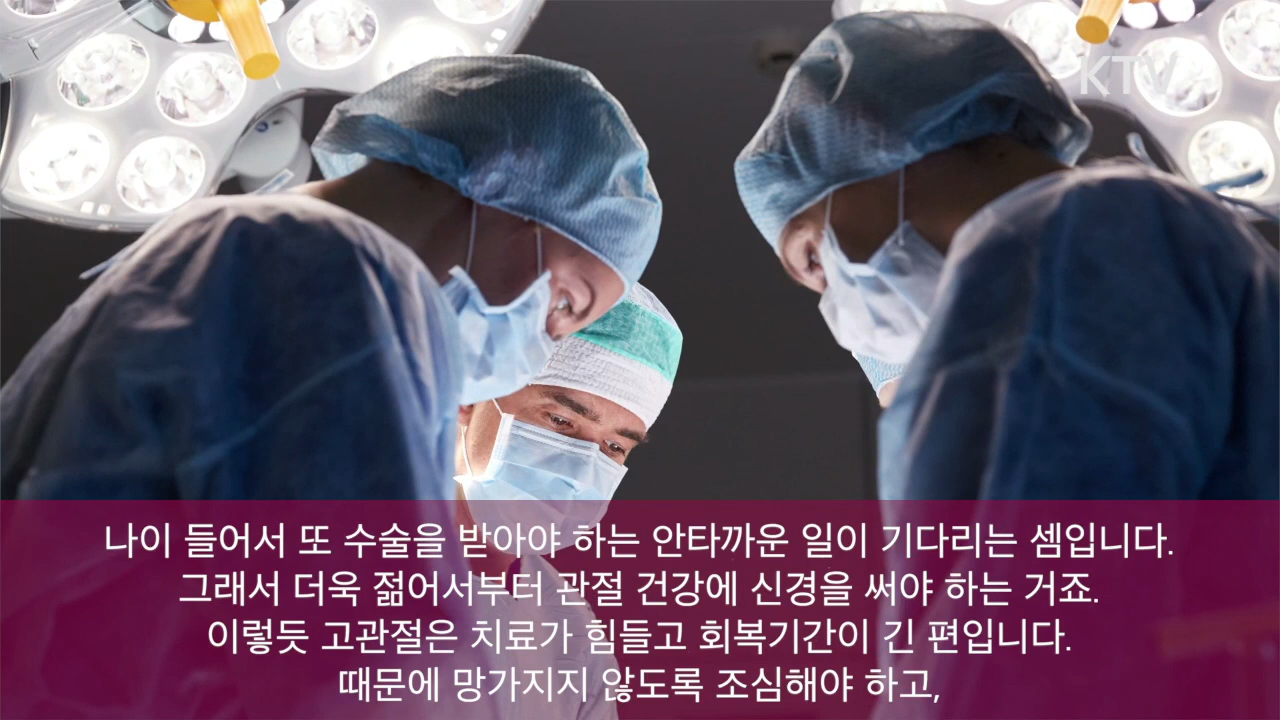 KTV
나이 들어서 또 수술을 받아야 하는 안타까운 일이 기다리는 셈입니다.
그래서 더욱 젊어서부터 관절 건강에 신경을 써야 하는 거죠.
이렇듯 고관절은 치료가 힘들고 회복기간이 긴 편입니다.
때문에 망가지지 않도록 조심해야 하고,